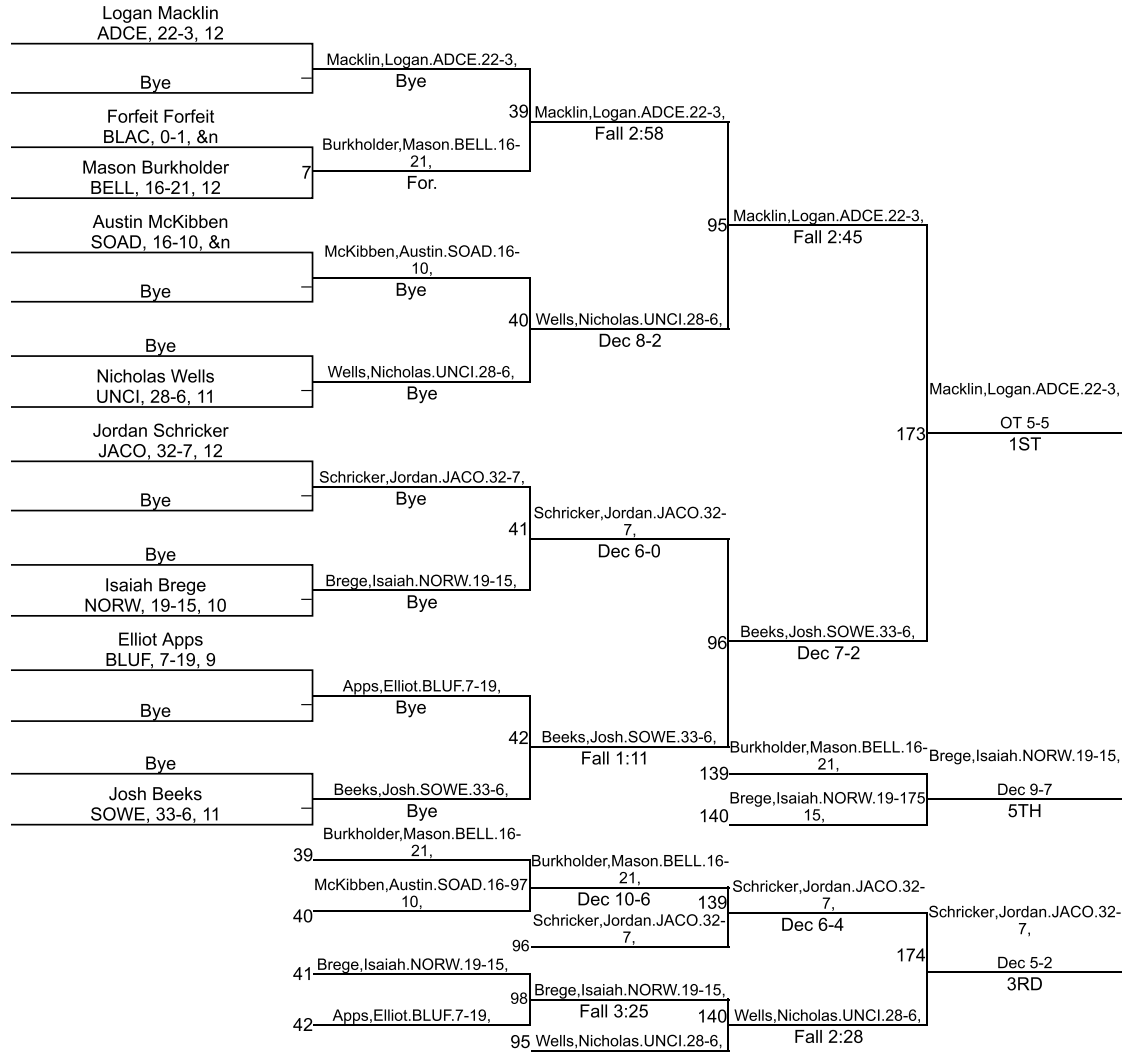 Logan Macklin
ADCE, 22-3, 12
Bye
Macklin,Logan.ADCE.22-3,
Bye
Forfeit Forfeit
BLAC, 0-1, &n
Mason Burkholder
BELL, 16-21, 12
7
Burkholder,Mason.BELL.16-
21,
For.
39
Macklin,Logan.ADCE.22-3,
Fall 2:58
Austin McKibben
SOAD, 16-10, &n
Bye
McKibben,Austin.SOAD.16-
10,
Bye
Bye
Nicholas Wells
UNCI, 28-6, 11
Wells,Nicholas.UNCI.28-6,
Bye
40
Wells,Nicholas.UNCI.28-6,
Dec 8-2
95
Macklin,Logan.ADCE.22-3,
Fall 2:45
Jordan Schricker
JACO, 32-7, 12
Bye
Schricker,Jordan.JACO.32-7,
Bye
Bye
Isaiah Brege
NORW, 19-15, 10
Brege,Isaiah.NORW.19-15,
Bye
41
Schricker,Jordan.JACO.32-
7,
Dec 6-0
Elliot Apps
BLUF, 7-19, 9
Bye
Apps,Elliot.BLUF.7-19,
Bye
Bye
Josh Beeks
SOWE, 33-6, 11
Beeks,Josh.SOWE.33-6,
Bye
42
Beeks,Josh.SOWE.33-6,
Fall 1:11
96
Beeks,Josh.SOWE.33-6,
Dec 7-2
173
Macklin,Logan.ADCE.22-3,
OT 5-5
1ST
139
Burkholder,Mason.BELL.16-
21,
140
Brege,Isaiah.NORW.19-175
15,
Brege,Isaiah.NORW.19-15,
Dec 9-7
5TH
39
Burkholder,Mason.BELL.16-
21,
40
McKibben,Austin.SOAD.16-97
10,
Burkholder,Mason.BELL.16-
21,
Dec 10-6
96
Schricker,Jordan.JACO.32-
7,
139
Schricker,Jordan.JACO.32-
7,
Dec 6-4
41
Brege,Isaiah.NORW.19-15,
42
Apps,Elliot.BLUF.7-19,
98
Brege,Isaiah.NORW.19-15,
Fall 3:25
95
Wells,Nicholas.UNCI.28-6,
140
Wells,Nicholas.UNCI.28-6,
Fall 2:28
174
Schricker,Jordan.JACO.32-
7,
Dec 5-2
3RD